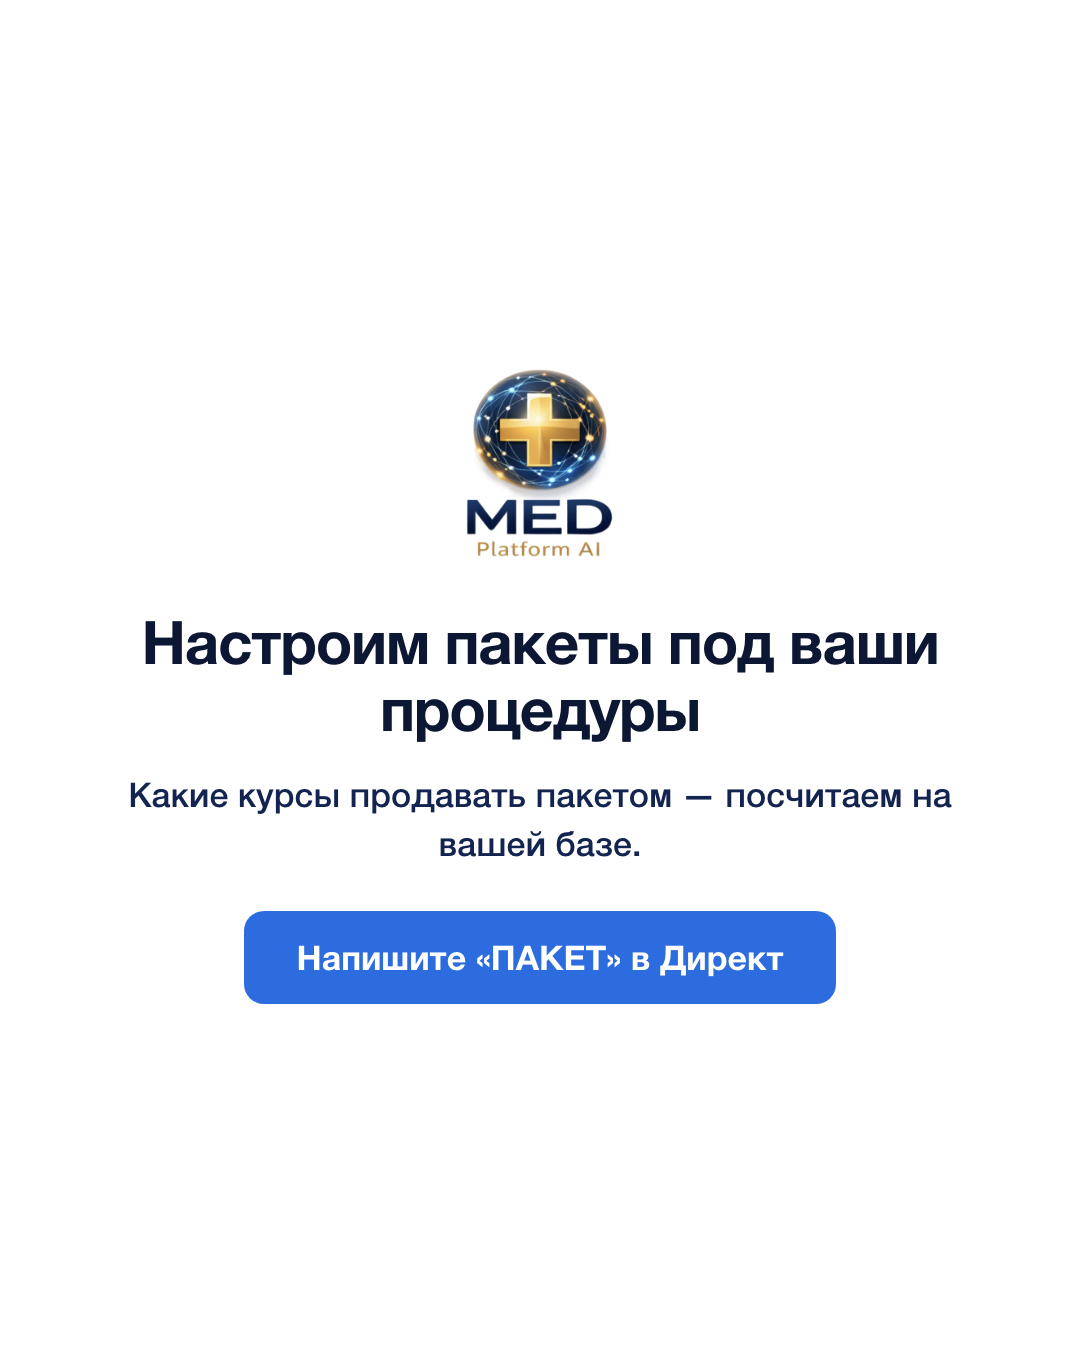 MED
Platform AI
Настроим пакеты под ваши
процедуры
Какие курсы продавать пакетом — посчитаем на
вашей базе.
Напишите «ПАКЕТ» в Директ